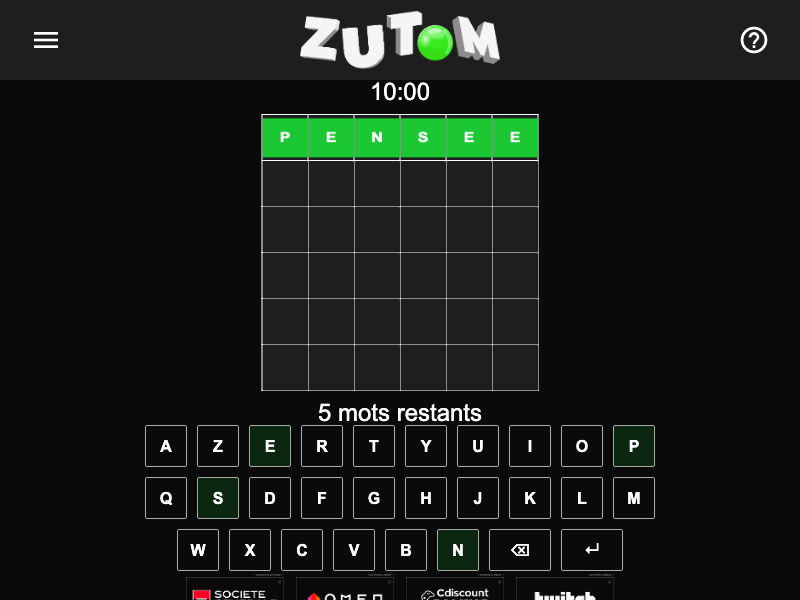 ZUTOM
10:00
P E N S E E
5 mots restants
A Z E R T Y U I O P
Q S D F G H J K L M
W X C V B N
SOCIETE OMEN Cdiscount twitch